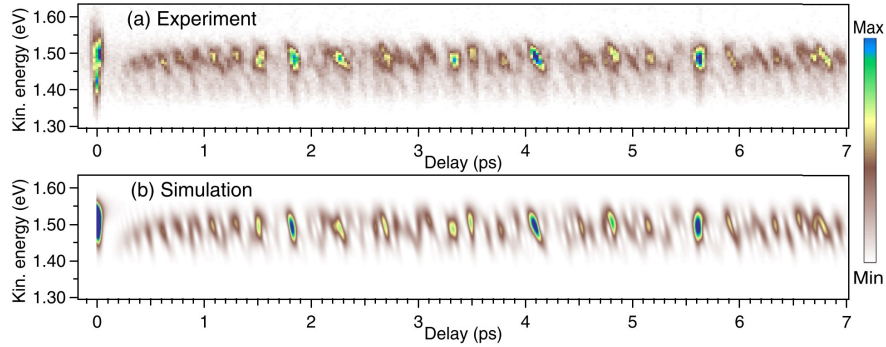 (a) Experiment
Kin. energy (eV)
1.60
1.50
1.40
1.30
0 1 2 3 4 5 6 7
Delay (ps)
(b) Simulation
Kin. energy (eV)
1.60
1.50
1.40
1.30
0 1 2 3 4 5 6 7
Delay (ps)
Max
Min